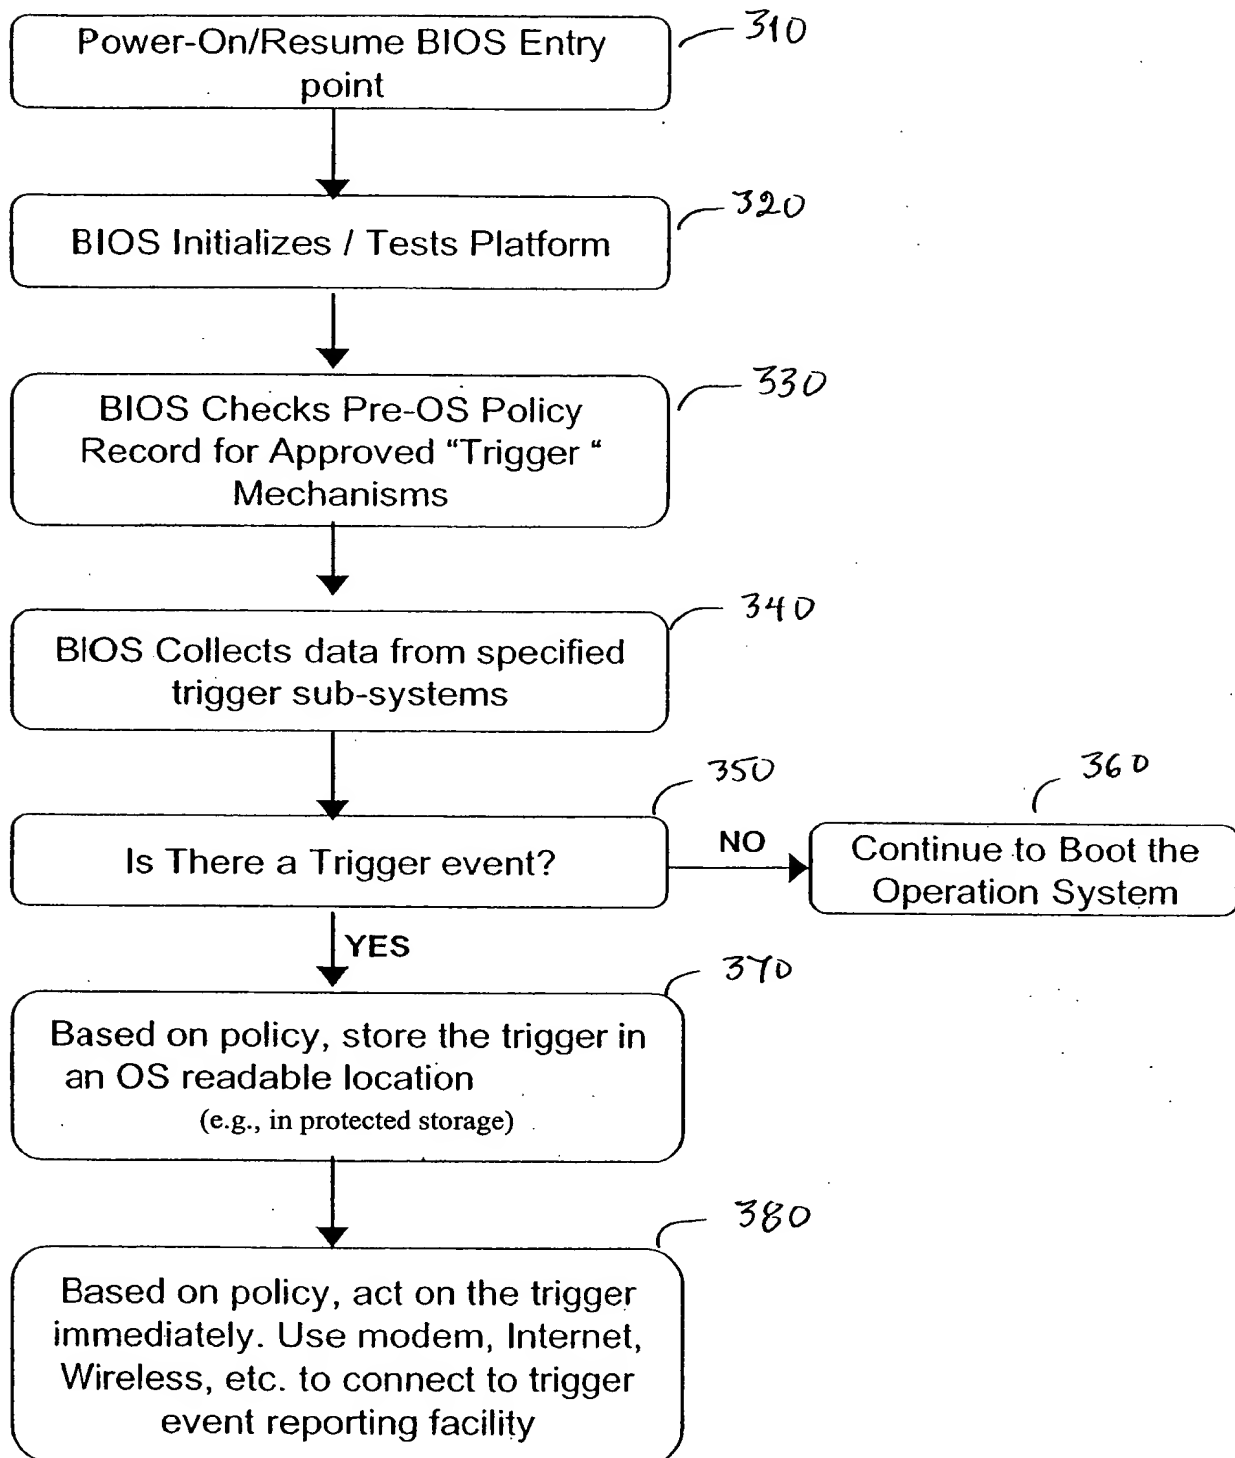 Power-On/Resume BIOS Entry
point
310
BIOS Initializes / Tests Platform
320
BIOS Checks Pre-OS Policy
Record for Approved “Trigger “
Mechanisms
330
BIOS Collects data from specified
trigger sub-systems
340
Is There a Trigger event?
350
NO
Continue to Boot the
Operation System
360
YES
Based on policy, store the trigger in
an OS readable location
(e.g., in protected storage)
370
Based on policy, act on the trigger
immediately. Use modem, Internet,
Wireless, etc. to connect to trigger
event reporting facility
380